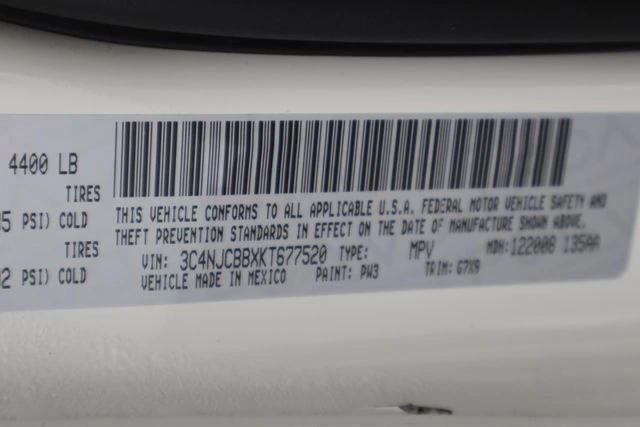 4400 LB
TIRES
5 PSI) COLD
TIRES
2 PSI) COLD
THIS VEHICLE CONFORMS TO ALL APPLICABLE U.S.A. FEDERAL MOTOR VEHICLE SAFETY AND
THEFT PREVENTION STANDARDS IN EFFECT ON THE DATE OF MANUFACTURE SHOWN ABOVE.
VIN: 3C4NJCBBXKT677520 TYPE: MPV MDH:122008 135AA
VEHICLE MADE IN MEXICO PAINT: PW3 TRIM: G7X9